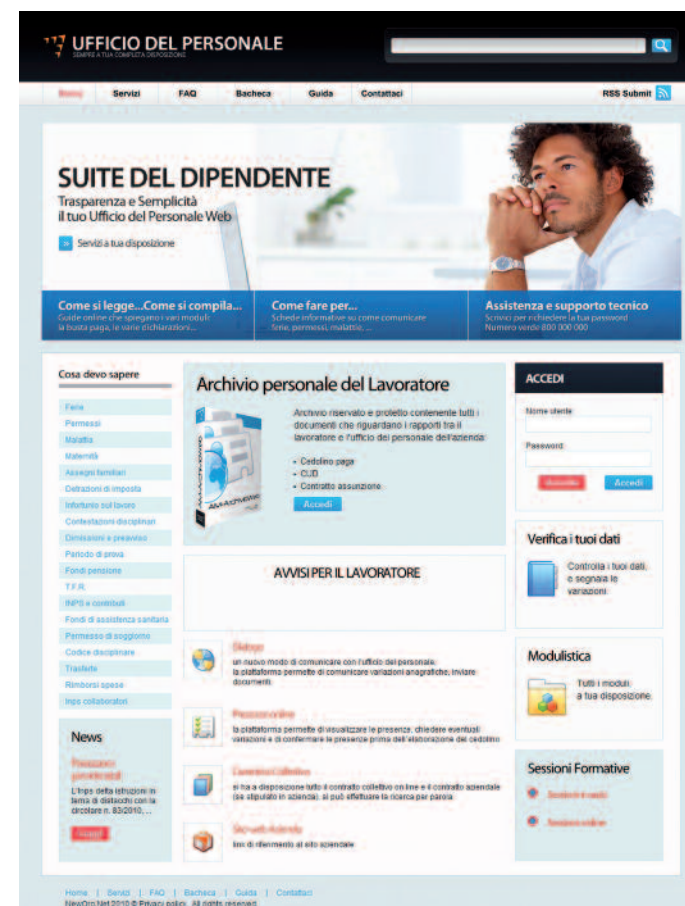 UFFICIO DEL PERSONALE
SEMPRE A TUA COMPLETA DISPOSIZIONE
Servizi FAQ Bacheca Guida Contattaci
RSS Submit
SUITE DEL DIPENDENTE
Trasparenza e Semplicità
il tuo Ufficio del Personale Web
Servizi a tua disposizione
Come si legge...Come si compila...
Guide online che spiegano i vari moduli:
la busta paga, le varie dichiarazioni...
Come fare per...
Schede informative su come comunicare
ferie, permessi, malattie, ...
Assistenza e supporto tecnico
Scrivici per richiedere la tua password
Numero verde 800 000 000
Cosa devo sapere
Ferie
Permessi
Malattia
Maternità
Assegni familiari
Detrazioni di imposta
Infortunio sul lavoro
Contestazioni disciplinari
Dimissioni e preavviso
Periodo di prova
Fondi pensione
T.F.R.
INPS e contributi
Fondi di assistenza sanitaria
Permesso di soggiorno
Codice disciplinare
Trasferte
Rimborsi spese
Inps collaboratori
News
L'Inps detta istruzioni in
tema di distacchi con la
circolare n. 83/2010, ...
Archivio personale del Lavoratore
Archivio riservato e protetto contenente tutti i
documenti che riguardano i rapporti tra il
lavoratore e l'ufficio del personale dell'azienda:
• Cedolino paga
• CUD
• Contratto assunzione
Accedi
AVVISI PER IL LAVORATORE
Dialogo
un nuovo modo di comunicare con l'ufficio del personale;
la piattaforma permette di comunicare variazioni anagrafiche, inviare
documenti.
Presenze online
la piattaforma permette di visualizzare le presenze, chiedere eventuali
variazioni e di confermare le presenze prima dell'elaborazione del cedolino
Contratto Collettivo
si ha a disposizione tutto il contratto collettivo on line e il contratto aziendale
(se stipulato in azienda), si può effettuare la ricerca per parola.
Sito web Azienda
link di riferimento al sito aziendale
ACCEDI
Nome utente
Password
Accedi
Verifica i tuoi dati
Controlla i tuoi dati,
e segnala le
variazioni.
Modulistica
Tutti i moduli
a tua disposizione.
Sessioni Formative
Sessioni online
Home | Servizi | FAQ | Bacheca | Guida | Contattaci
NewOrg.Net 2010 © Privacy policy. All rights reserved.